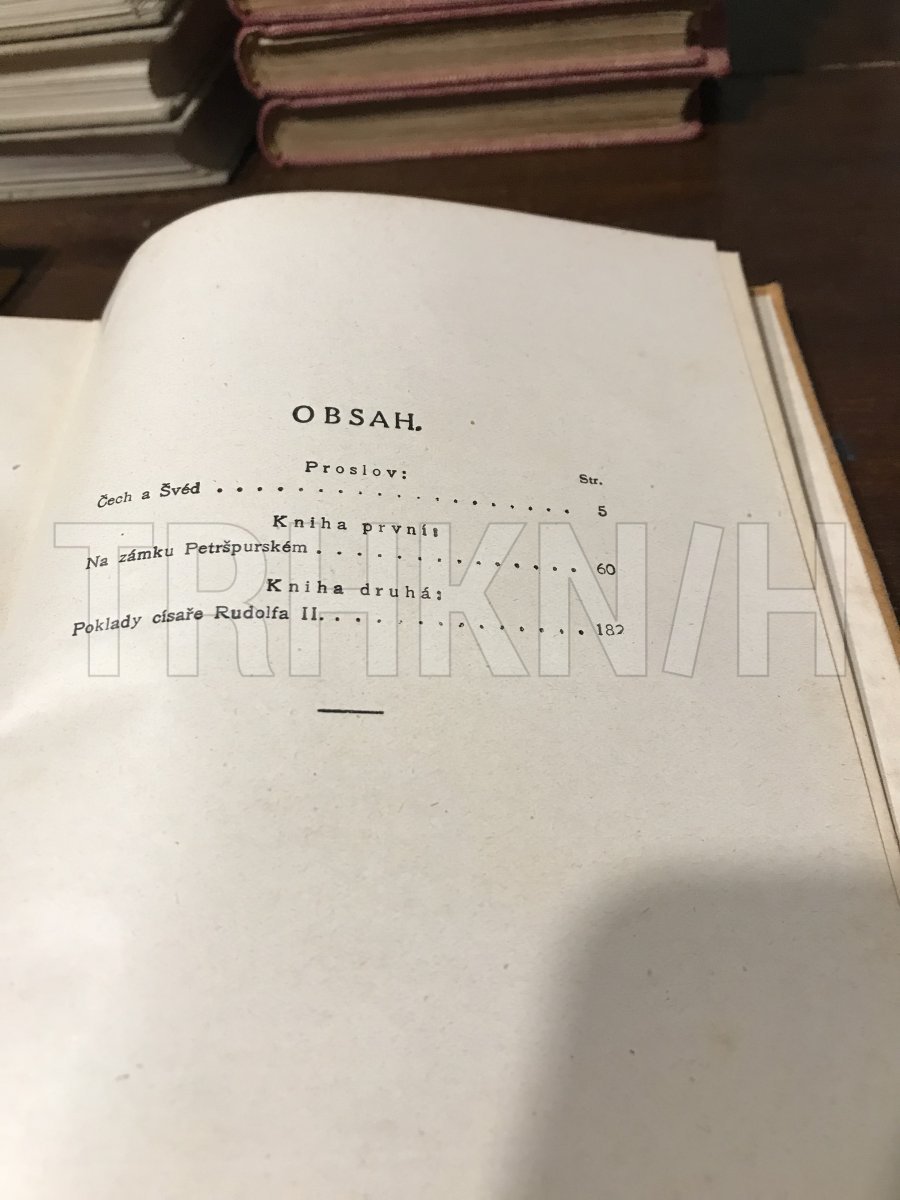 OBSAH.
Proslov:
Str.
Čech a Švéd . . . . . . . . . . . . . . . . . . 5
Kniha první:
Na zámku Petršpurském . . . . . . . . . . . . . . 60
Kniha druhá:
Poklady císaře Rudolfa II. . . . . . . . . . . . . . . 182
TRHKN/H